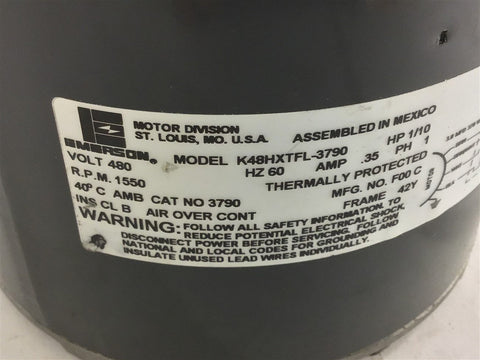 MOTOR DIVISION
ST. LOUIS, MO. U.S.A. ASSEMBLED IN MEXICO
EMERSON® MODEL K48HXTFL-3790 HP 1/10
VOLT 480 HZ 60 AMP .35 PH 1
R.P.M. 1550 THERMALLY PROTECTED
40°C AMB CAT NO 3790 MFG. NO. F00 C
INS CL B AIR OVER CONT FRAME 42Y
WARNING: FOLLOW ALL SAFETY INFORMATION. TO
REDUCE POTENTIAL ELECTRICAL SHOCK,
DISCONNECT POWER BEFORE SERVICING. FOLLOW
NATIONAL AND LOCAL CODES FOR GROUNDING AND
INSULATE UNUSED LEAD WIRES INDIVIDUALLY.